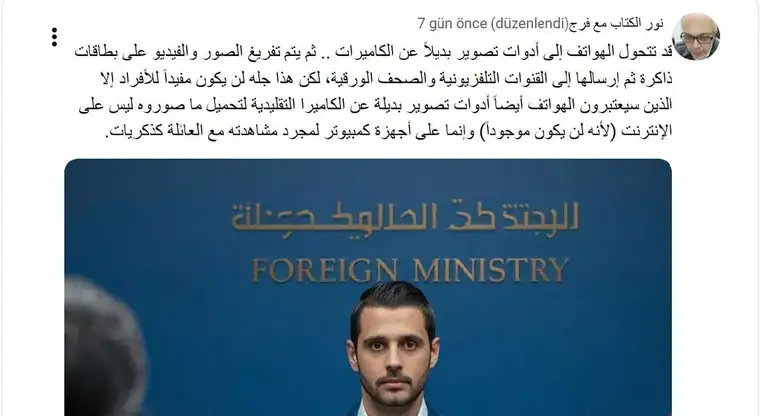 نور الكتاب مع فرج(düzenlendi) 7 gün önce
قد تتحول الهواتف إلى أدوات تصوير بديلاً عن الكاميرات .. ثم يتم تفريغ الصور والفيديو على بطاقات
ذاكرة ثم إرسالها إلى القنوات التلفزيونية والصحف الورقية، لكن هذا جله لن يكون مفيداً للأفراد إلا
الذين سيعتبرون الهواتف أيضاً أدوات تصوير بديلة عن الكاميرا التقليدية لتحميل ما صوروه ليس على
الإنترنت (لأنه لن يكون موجوداً) وإنما على أجهزة كمبيوتر لمجرد مشاهدته مع العائلة كذكريات.
FOREIGN MINISTRY